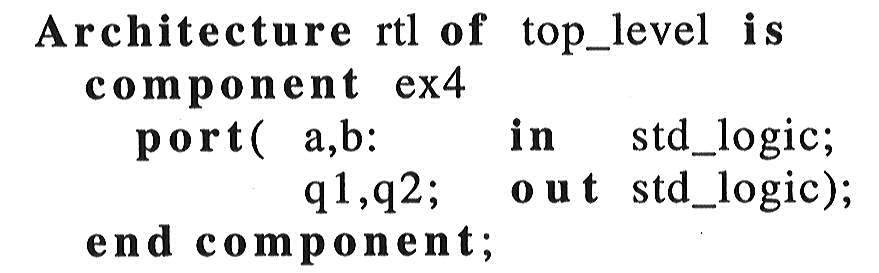 Architecture rtl of top_level is
component ex4
port( a,b: in std_logic;
q1,q2; out std_logic);
end component;